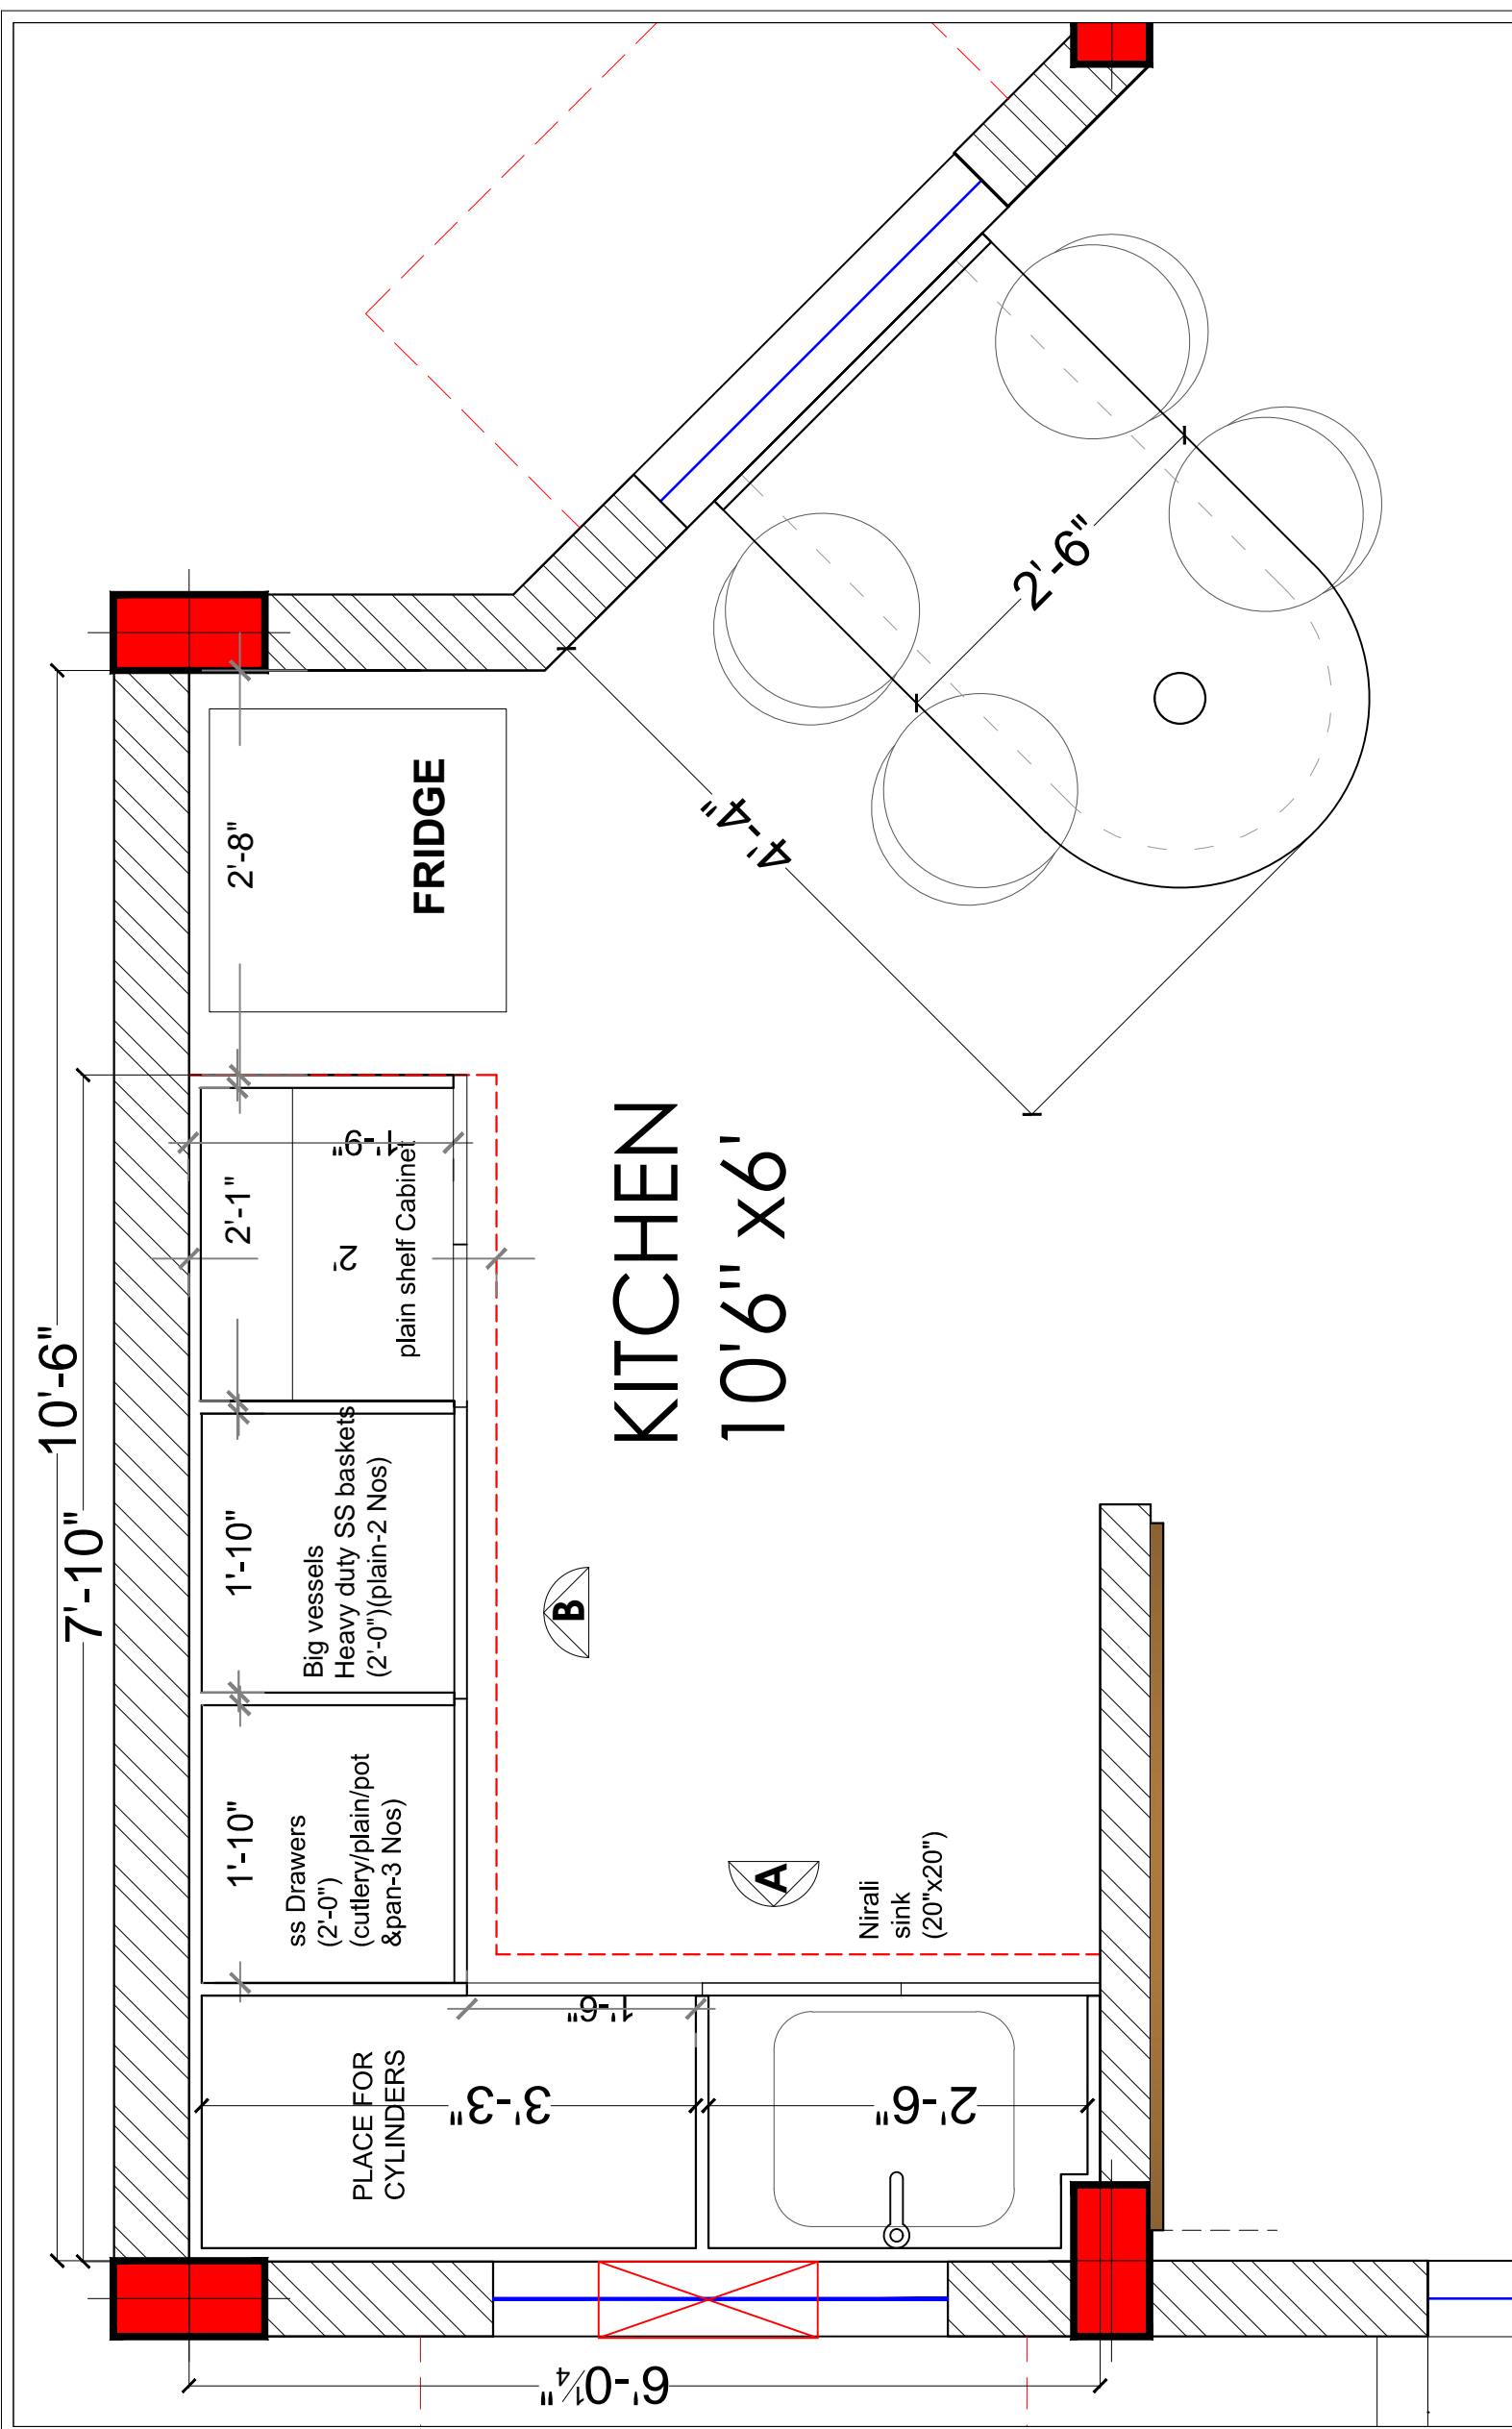 10'-6"
7'-10"
2'-8"
FRIDGE
2'-1"
1'-9"
2'
plain shelf Cabinet
KITCHEN
10'6" x6'
4'-4"
2'-6"
1'-10"
Big vessels
Heavy duty SS baskets
(2'-0")(plain-2 Nos)
B
1'-10"
ss Drawers
(2'-0")
(cutlery/plain/pot
&pan-3 Nos)
A
Nirali
sink
(20"x20")
1'-6"
PLACE FOR
CYLINDERS
3'-3"
2'-6"
6'-0¼"